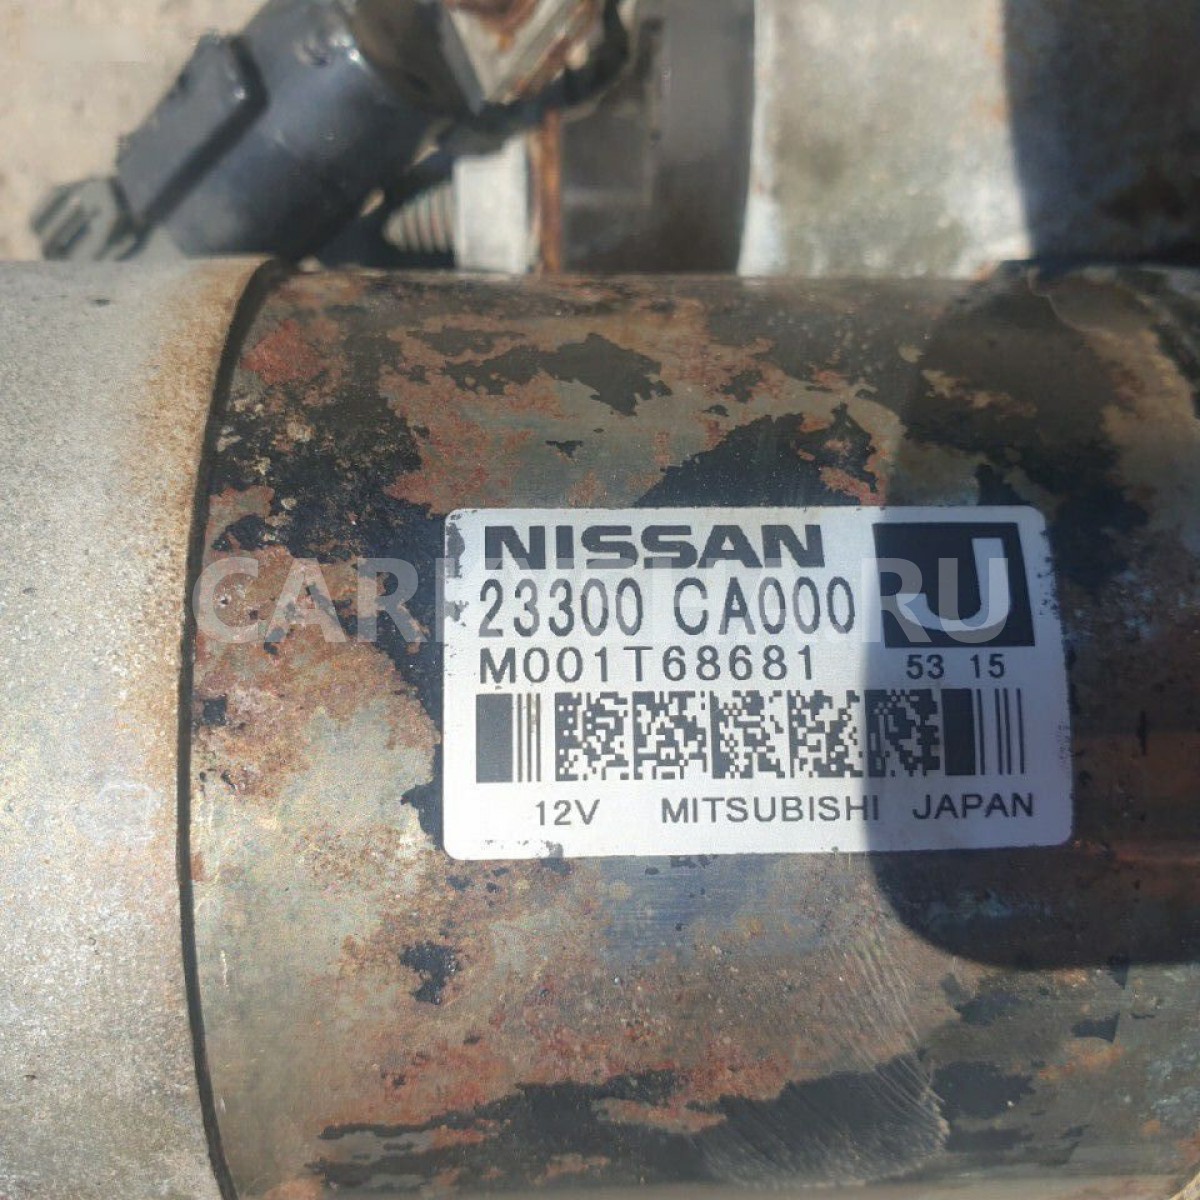 NISSAN J
23300 CA000
M001T68681 53 15
12V MITSUBISHI JAPAN